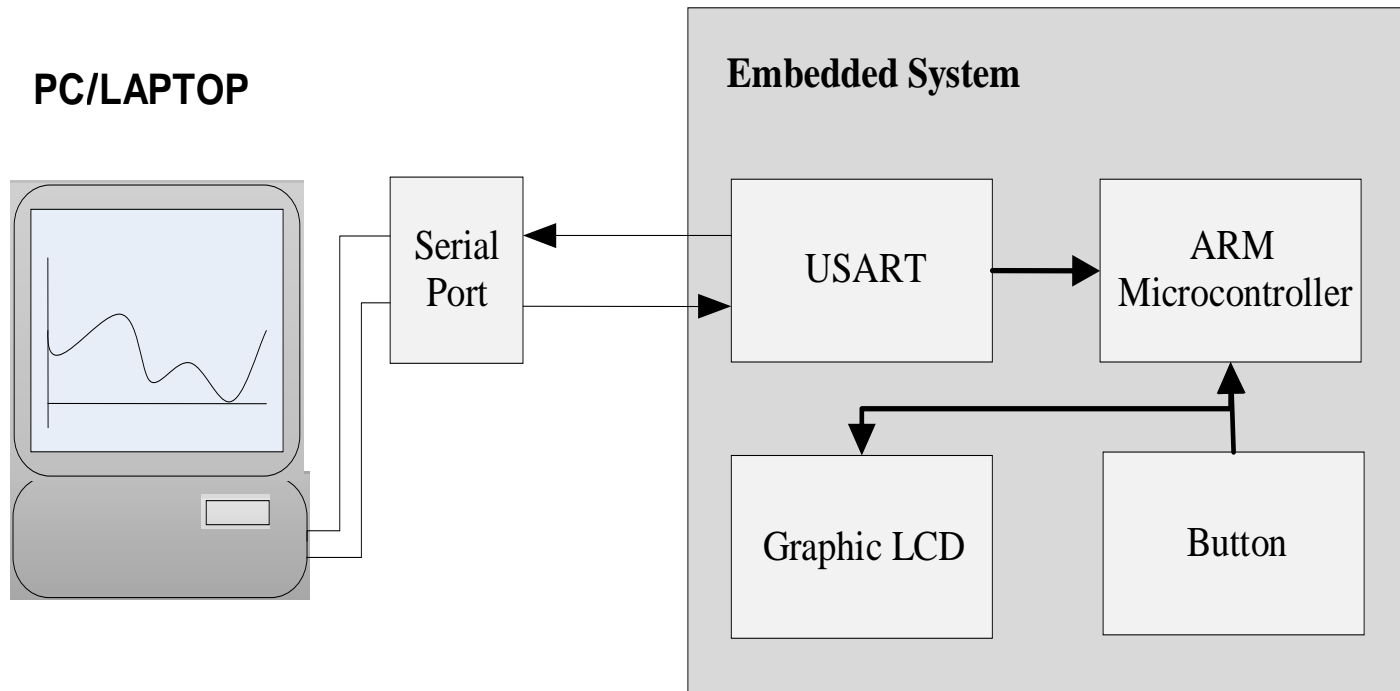 PC/LAPTOP
Embedded System
Serial
Port
USART
ARM
Microcontroller
Graphic LCD
Button